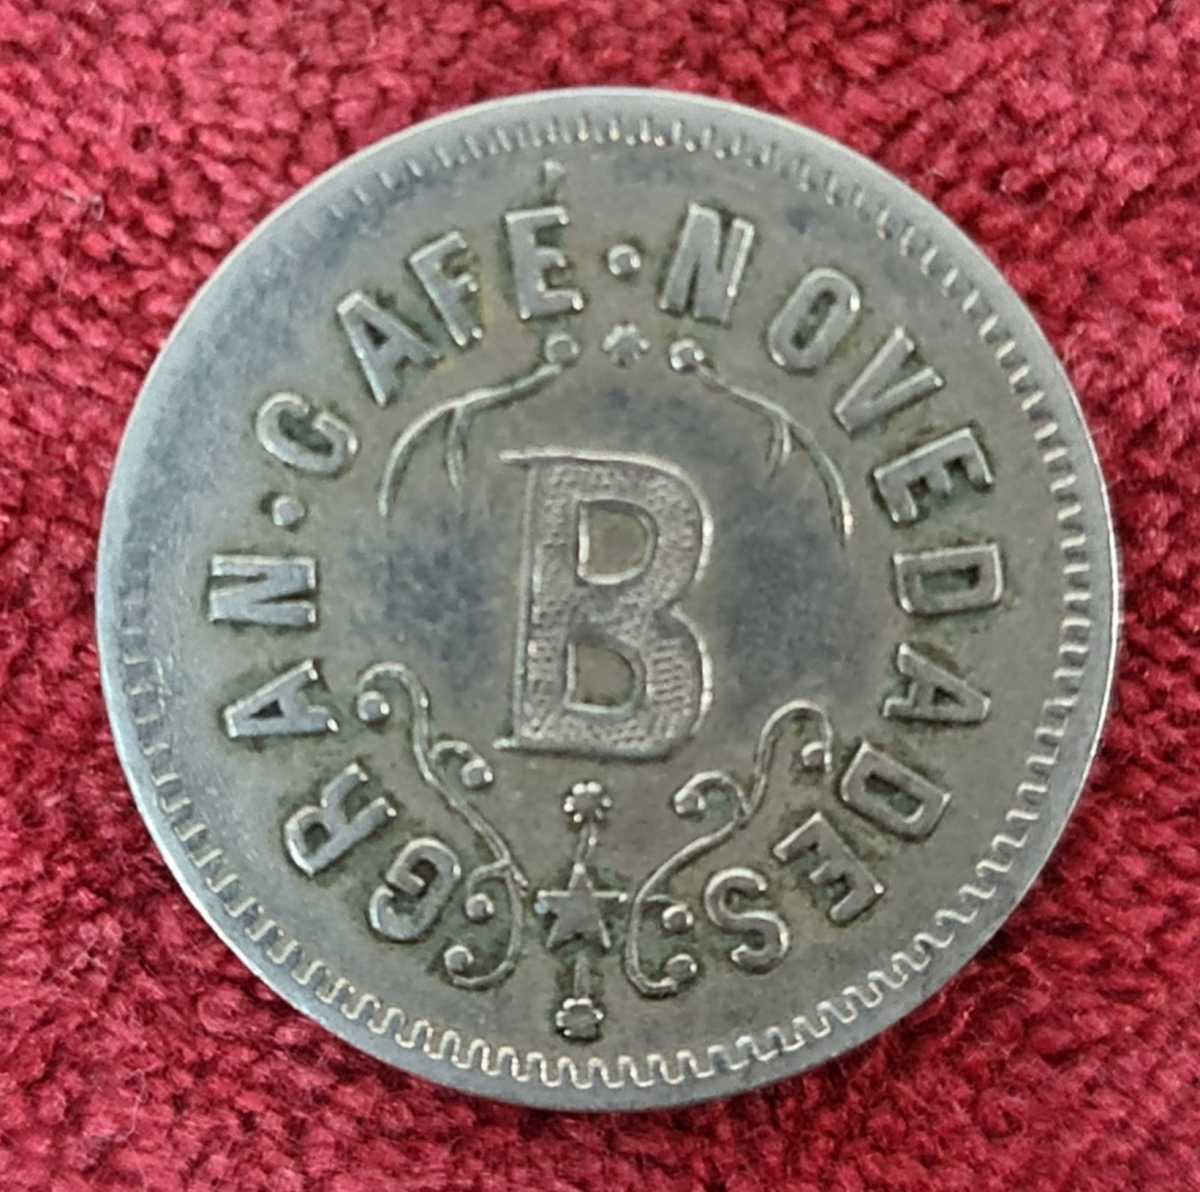 GRAN · CAFÉ · NOVEDADES
B